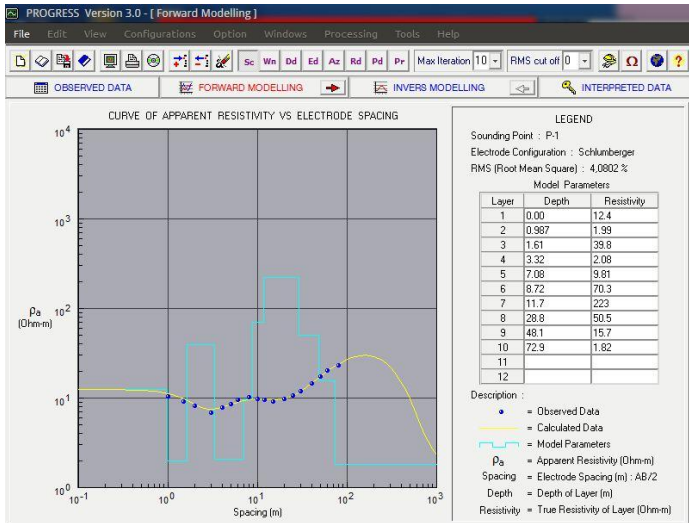 PROGRESS Version 3.0 - [ Forward Modelling ]
File Edit View Configurations Option Windows Processing Tools Help
Sc Wn Dd Ed Az Rd Pd Pr Max Iteration 10 RMS cut off 0 Ω ?
OBSERVED DATA FORWARD MODELLING INVERS MODELLING INTERPRETED DATA
CURVE OF APPARENT RESISTIVITY VS ELECTRODE SPACING
10⁴
10³
10²
10¹
10⁰
ρa
(Ohm-m)
10⁻¹ 10⁰ 10¹ 10² 10³
Spacing (m)
LEGEND
Sounding Point : P-1
Electrode Configuration : Schlumberger
RMS (Root Mean Square) : 4,0802 %
Model Parameters
Layer Depth Resistivity
1 0.00 12.4
2 0.987 1.99
3 1.61 39.8
4 3.32 2.08
5 7.08 9.81
6 8.72 70.3
7 11.7 223
8 28.8 50.5
9 48.1 15.7
10 72.9 1.82
11
12
Description :
= Observed Data
= Calculated Data
= Model Parameters
ρa = Apparent Resistivity (Ohm-m)
Spacing = Electrode Spacing (m) : AB/2
Depth = Depth of Layer (m)
Resistivity = True Resistivity of Layer (Ohm-m)